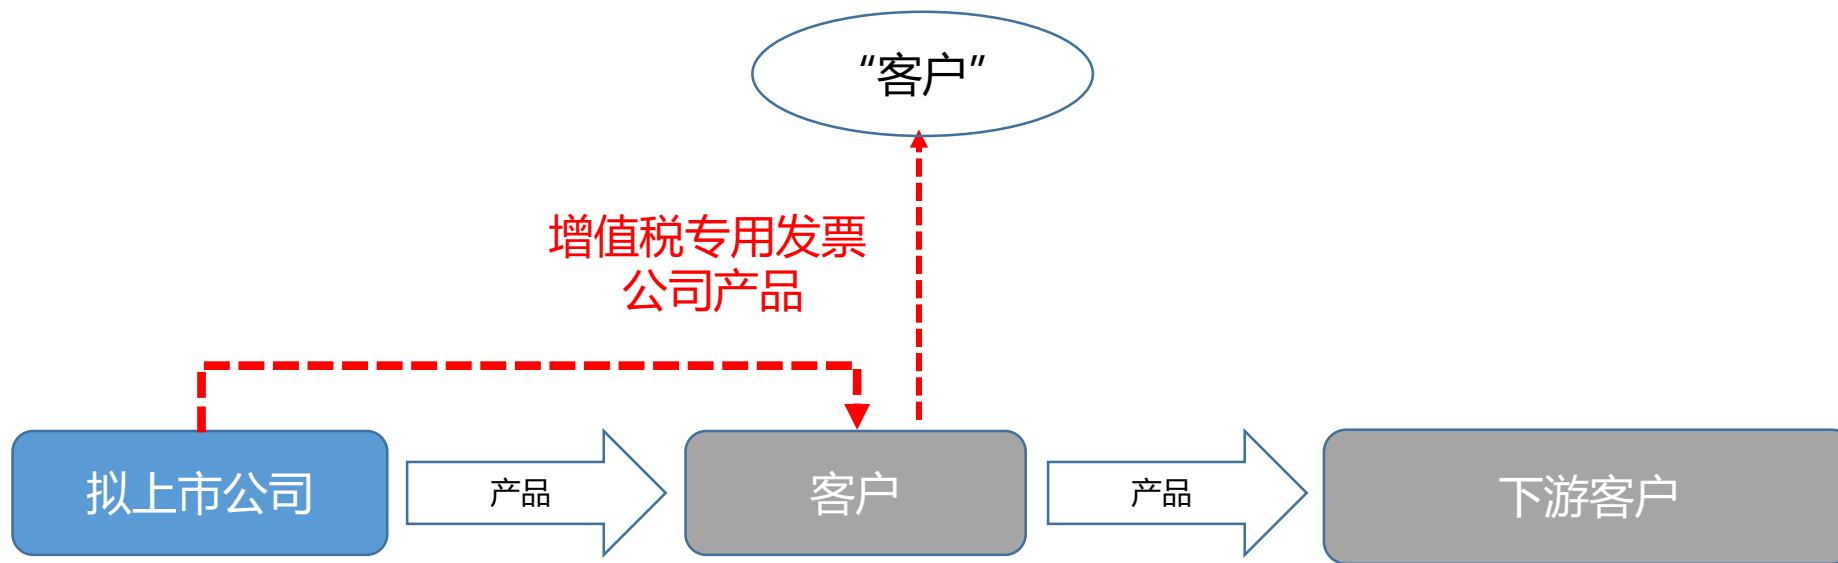 “客户”
增值税专用发票
公司产品
拟上市公司
产品
客户
产品
下游客户